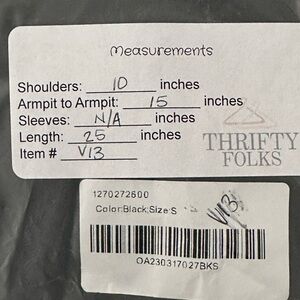 Measurements
Shoulders: 10 inches
Armpit to Armpit: 15 inches
Sleeves: N/A inches
Length: 25 inches
Item # V13
THRIFTY
FOLKS
1270272600
Color:Black;Size:S
V13
OA230317027BKS